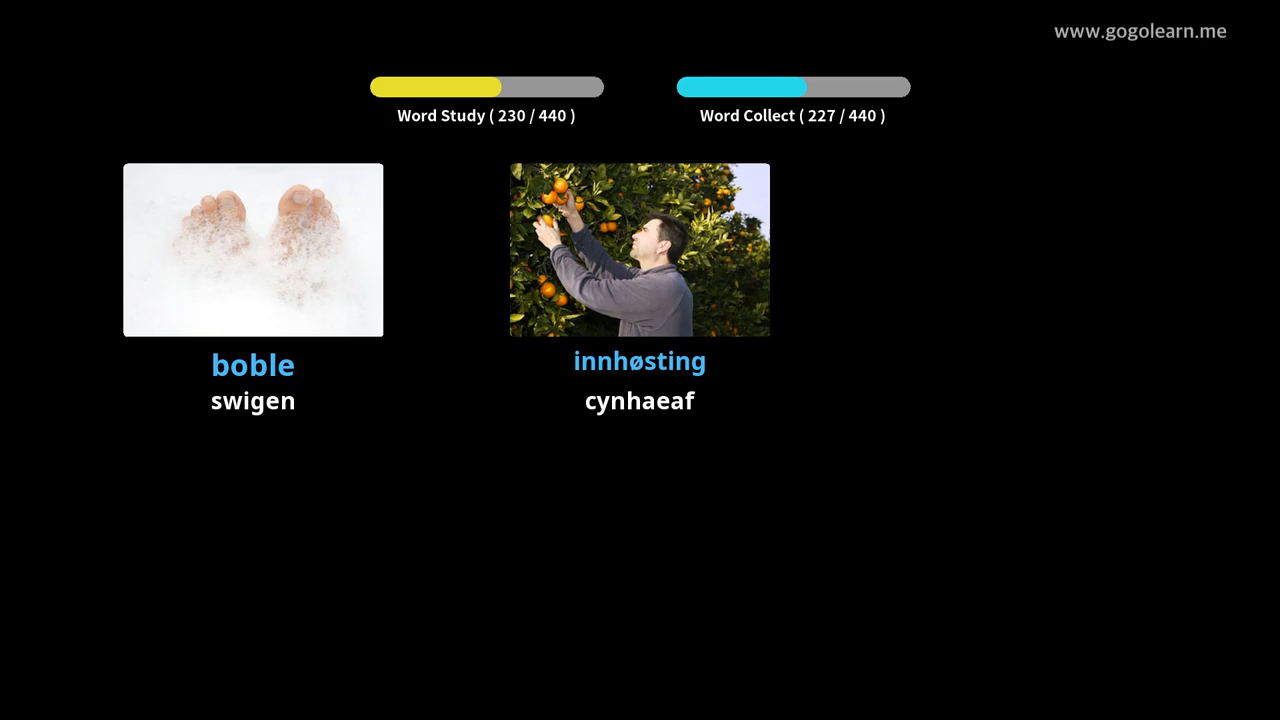 www.gogolearn.me
Word Study ( 230 / 440 )
Word Collect ( 227 / 440 )
boble
swigen
innhøsting
cynhaeaf